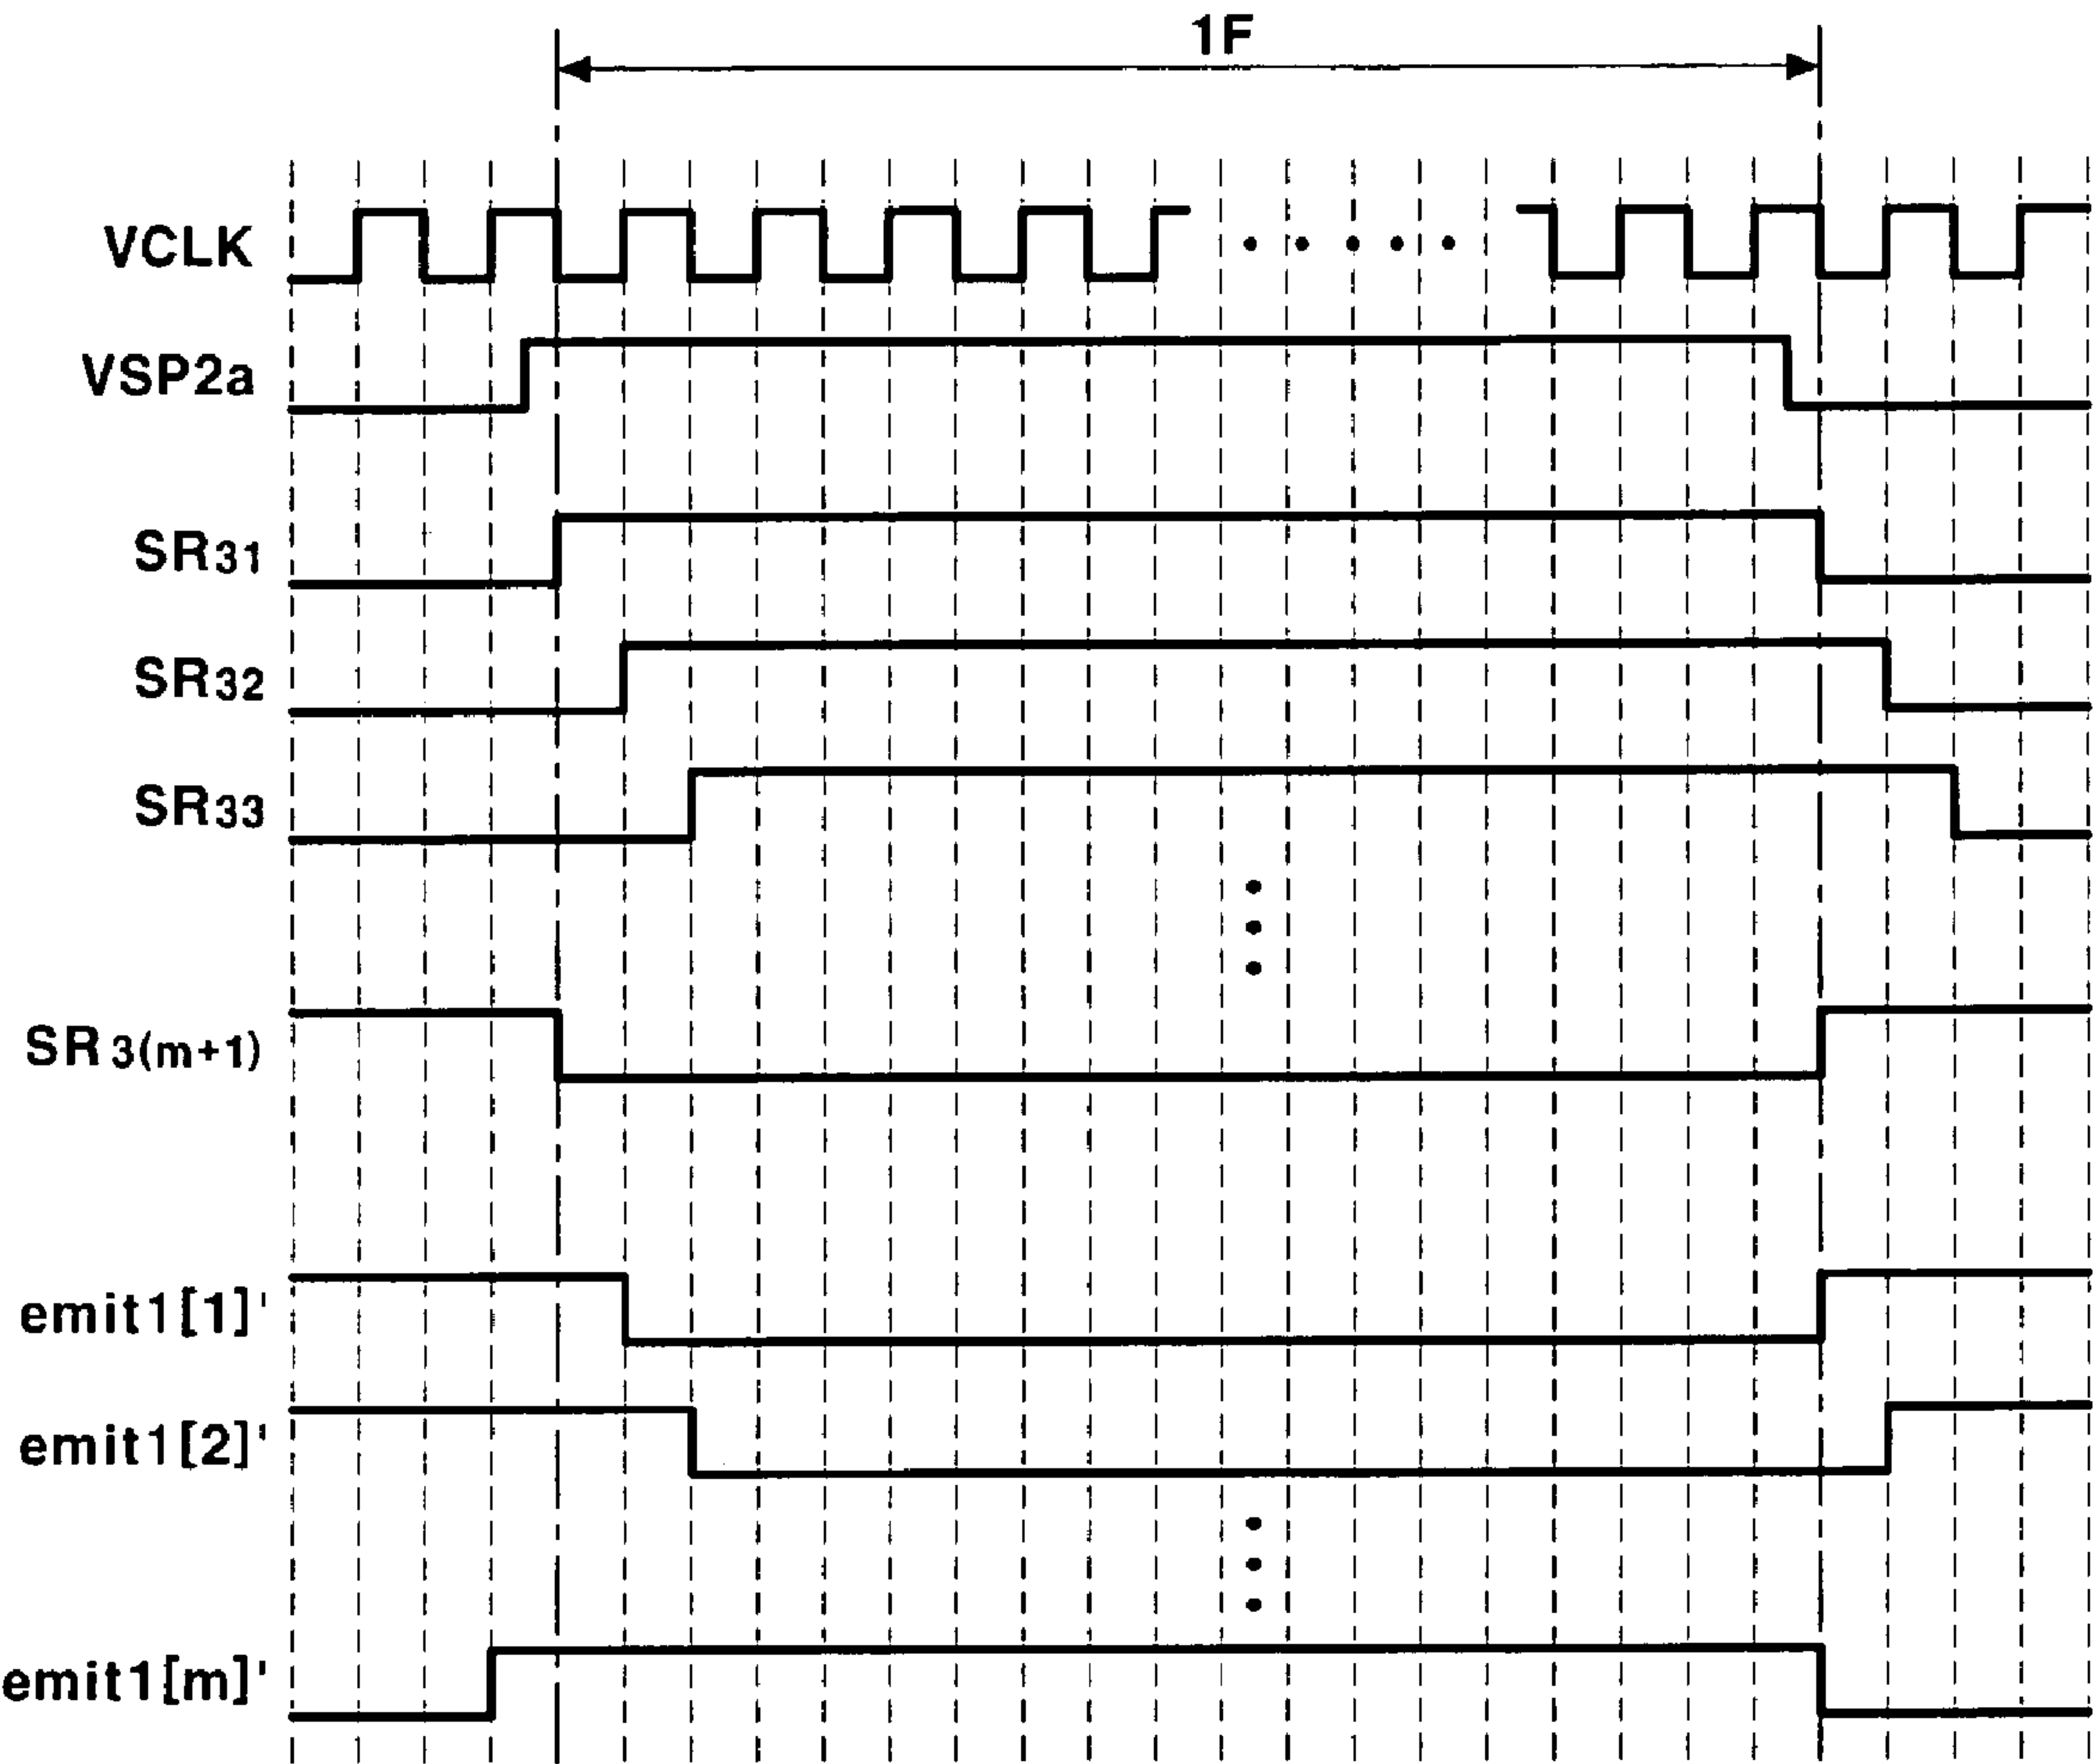 1F
VCLK
VSP2a
SR31
SR32
SR33
SR3(m+1)
emit1[1]'
emit1[2]'
emit1[m]'